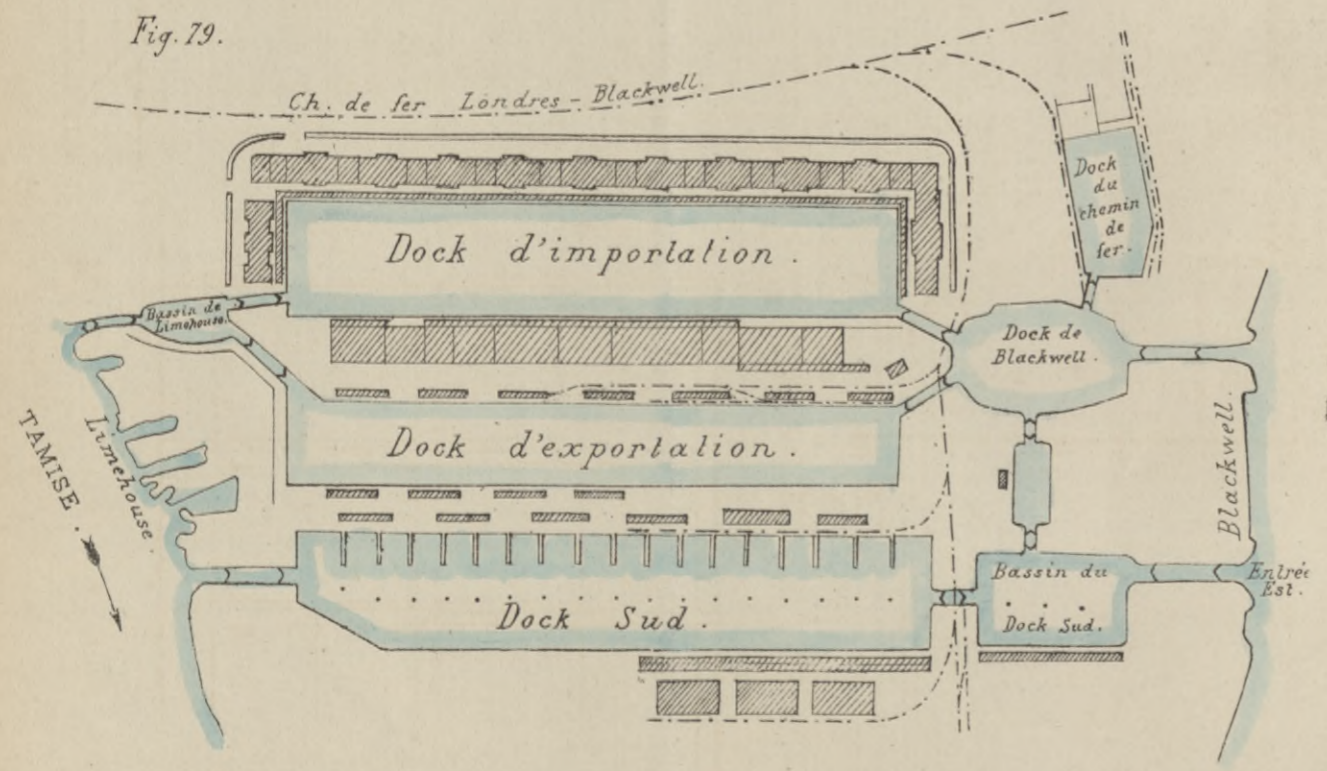 Fig. 79.
Ch. de fer Londres - Blackwell.
Dock
du
chemin
de
fer.
Dock d'importation.
Bassin de
Limehouse.
Dock de
Blackwell.
Dock d'exportation.
TAMISE.
Limehouse.
Blackwell.
Bassin du
Dock Sud.
Entrée
Est.
Dock Sud.